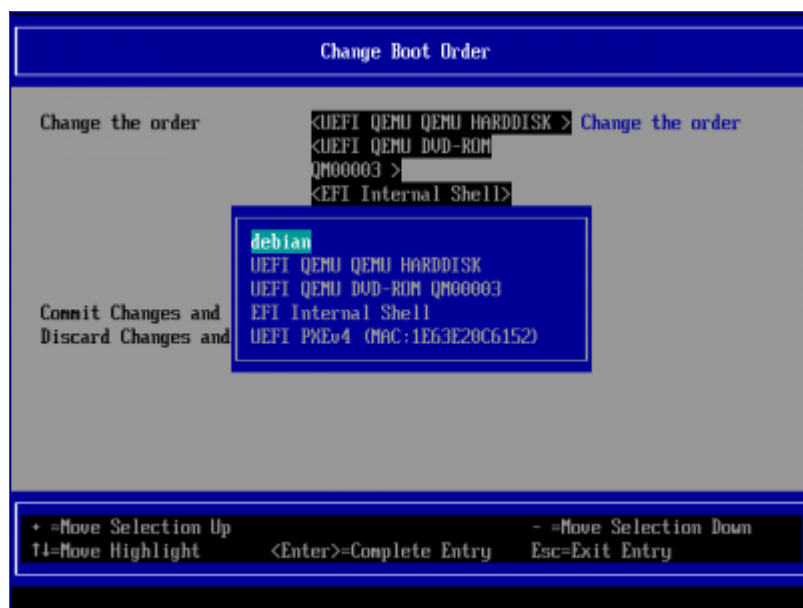 Change Boot Order
Change the order
<UEFI QEMU QEMU HARDDISK > Change the order
<UEFI QEMU DVD-ROM
QM00003 >
<EFI Internal Shell>
debian
UEFI QEMU QEMU HARDDISK
UEFI QEMU DVD-ROM QM00003
EFI Internal Shell
UEFI PXEv4 (MAC:1E63E20C6152)
Commit Changes and
Discard Changes and
+ =Move Selection Up - =Move Selection Down
↑↓=Move Highlight <Enter>=Complete Entry Esc=Exit Entry